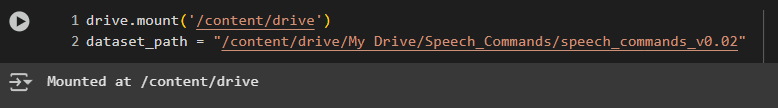 1 drive.mount('/content/drive')
2 dataset_path = "/content/drive/My Drive/Speech_Commands/speech_commands_v0.02"
Mounted at /content/drive